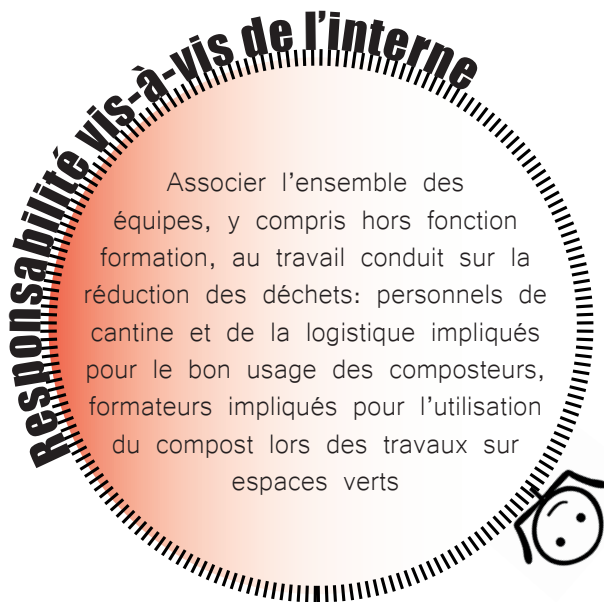 Responsabilité vis-à-vis de l'interne
Associer l'ensemble des
équipes, y compris hors fonction
formation, au travail conduit sur la
réduction des déchets: personnels de
cantine et de la logistique impliqués
pour le bon usage des composteurs,
formateurs impliqués pour l'utilisation
du compost lors des travaux sur
espaces verts